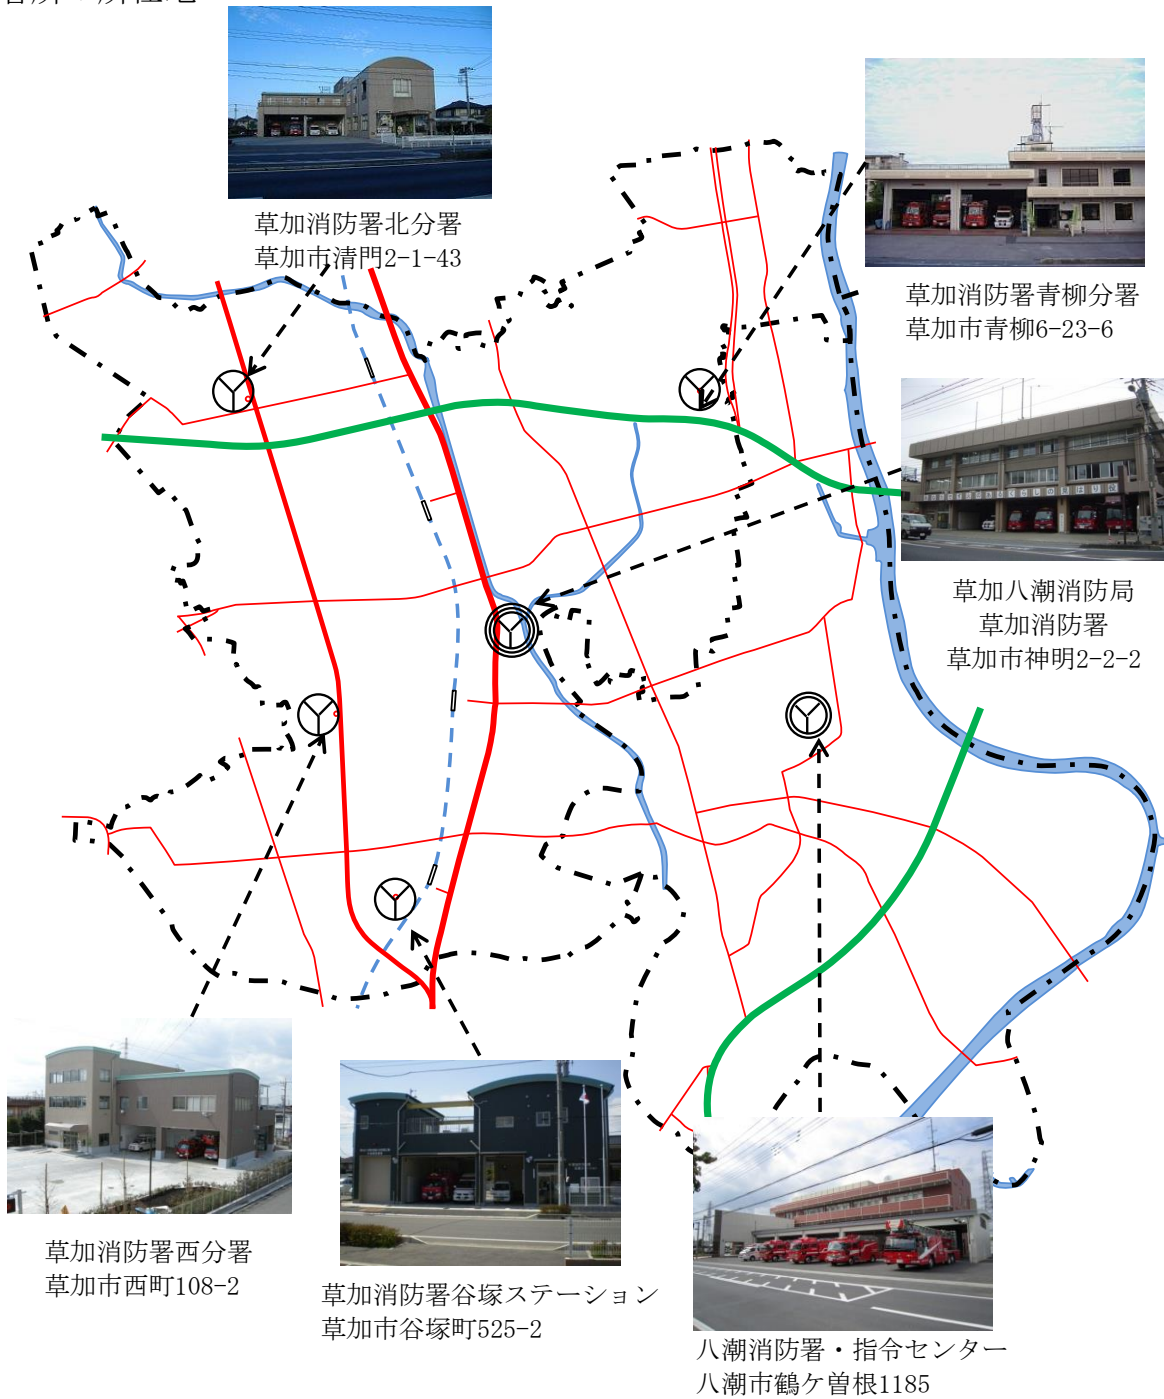 草加消防署北分署
草加市清門2-1-43
草加消防署青柳分署
草加市青柳6-23-6
草加八潮消防局
草加消防署
草加市神明2-2-2
草加消防署西分署
草加市西町108-2
草加消防署谷塚ステーション
草加市谷塚町525-2
八潮消防署・指令センター
八潮市鶴ケ曽根1185